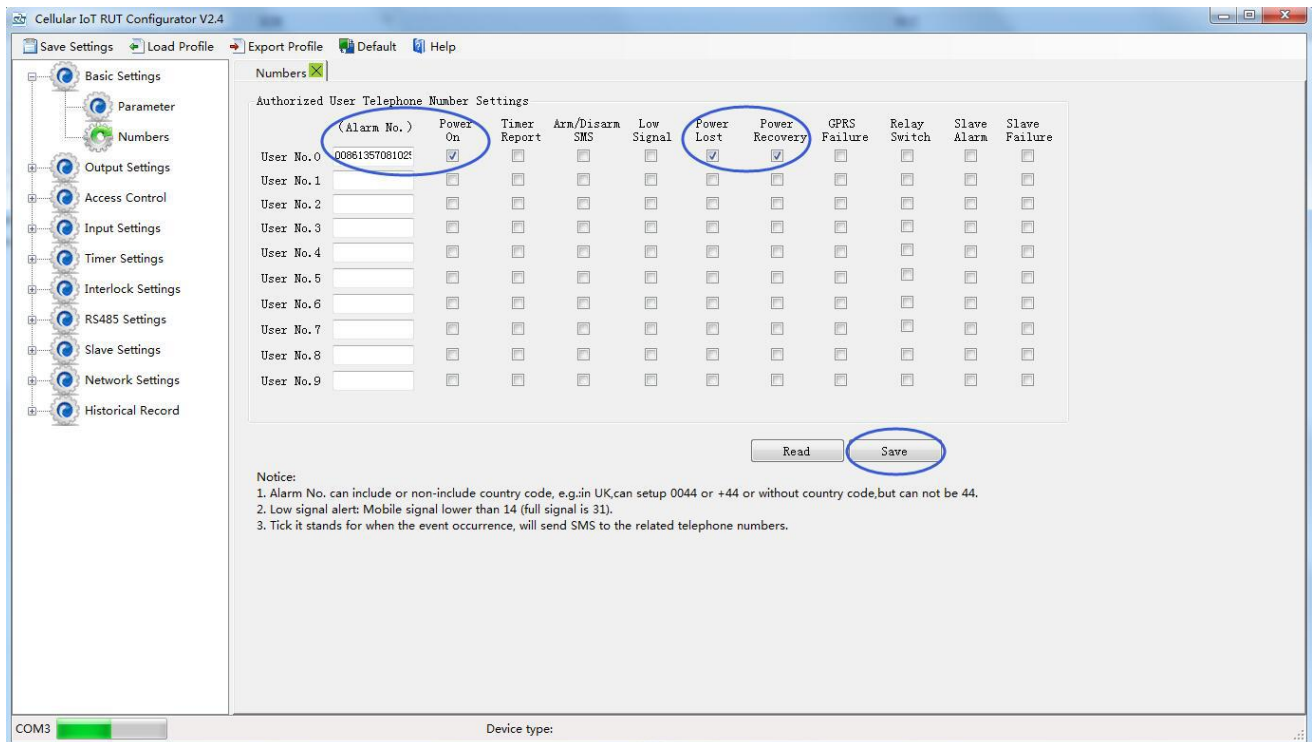 Cellular IoT RUT Configurator V2.4
Save Settings Load Profile Export Profile Default Help
Basic Settings
Parameter
Numbers
Output Settings
Access Control
Input Settings
Timer Settings
Interlock Settings
RS485 Settings
Slave Settings
Network Settings
Historical Record
Numbers
Authorized User Telephone Number Settings
(Alarm No.) Power On Timer Report Arm/Disarm SMS Low Signal Power Lost Power Recovery GPRS Failure Relay Switch Slave Alarm Slave Failure
User No.0 00861357081025
User No.1
User No.2
User No.3
User No.4
User No.5
User No.6
User No.7
User No.8
User No.9
Read Save
Notice:
1. Alarm No. can include or non-include country code, e.g.:in UK,can setup 0044 or +44 or without country code,but can not be 44.
2. Low signal alert: Mobile signal lower than 14 (full signal is 31).
3. Tick it stands for when the event occurrence, will send SMS to the related telephone numbers.
COM3 Device type: